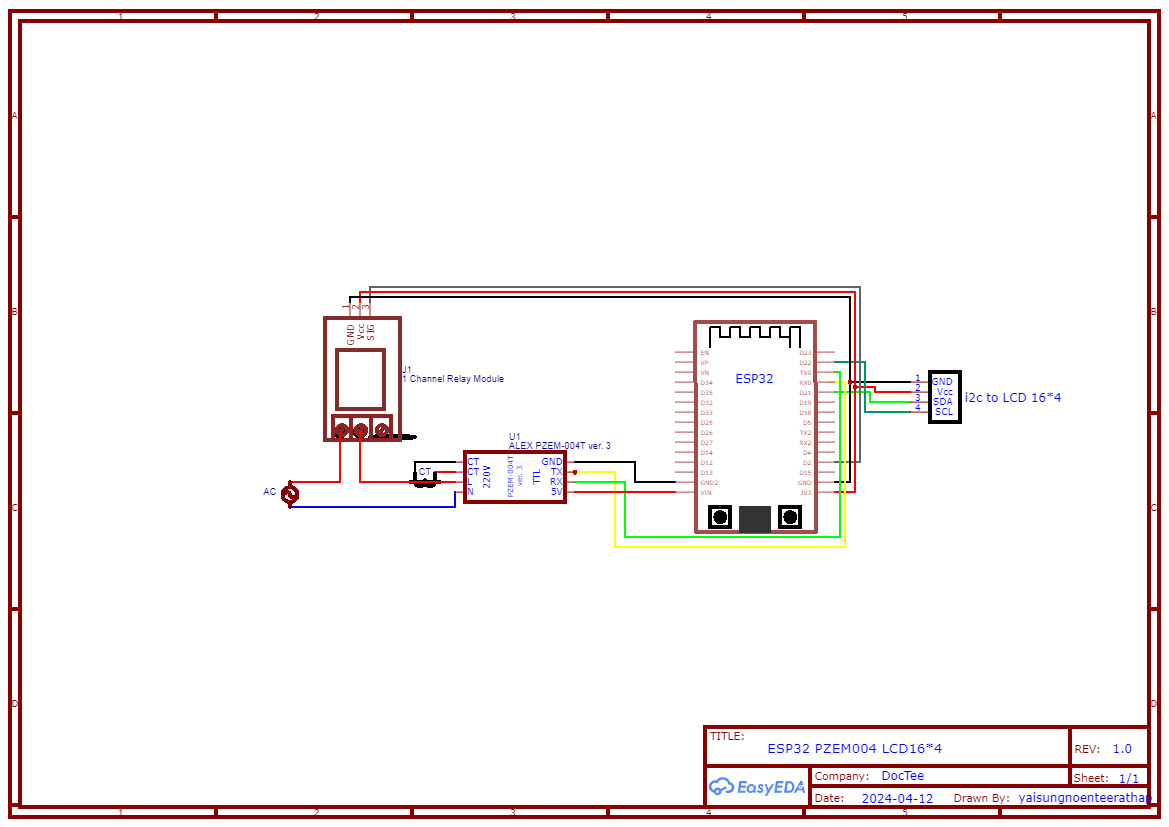 1 2 3 4 5
A A
B B
1
2
3
GND
Vcc
SIG
J1
1 Channel Relay Module
EN
VP
VN
D34
D35
D32
D33
D25
D26
D27
D14
D12
D13
GND2
VIN
ESP32
D23
D22
TX0
RX0
D21
D19
D18
D5
TX2
RX2
D4
D2
D15
GND
3V3
1 GND
2 Vcc
3 SDA
4 SCL
i2c to LCD 16*4
U1
ALEX PZEM-004T ver. 3
CT
CT
CT
L
N
220V
PZEM-004T
ver. 3
TTL
GND
TX
RX
5V
AC
C C
D D
TITLE:
ESP32 PZEM004 LCD16*4
REV: 1.0
EasyEDA
Company: DocTee
Sheet: 1/1
Date: 2024-04-12 Drawn By: yaisungnoenteerathap
1 2 3 4 5